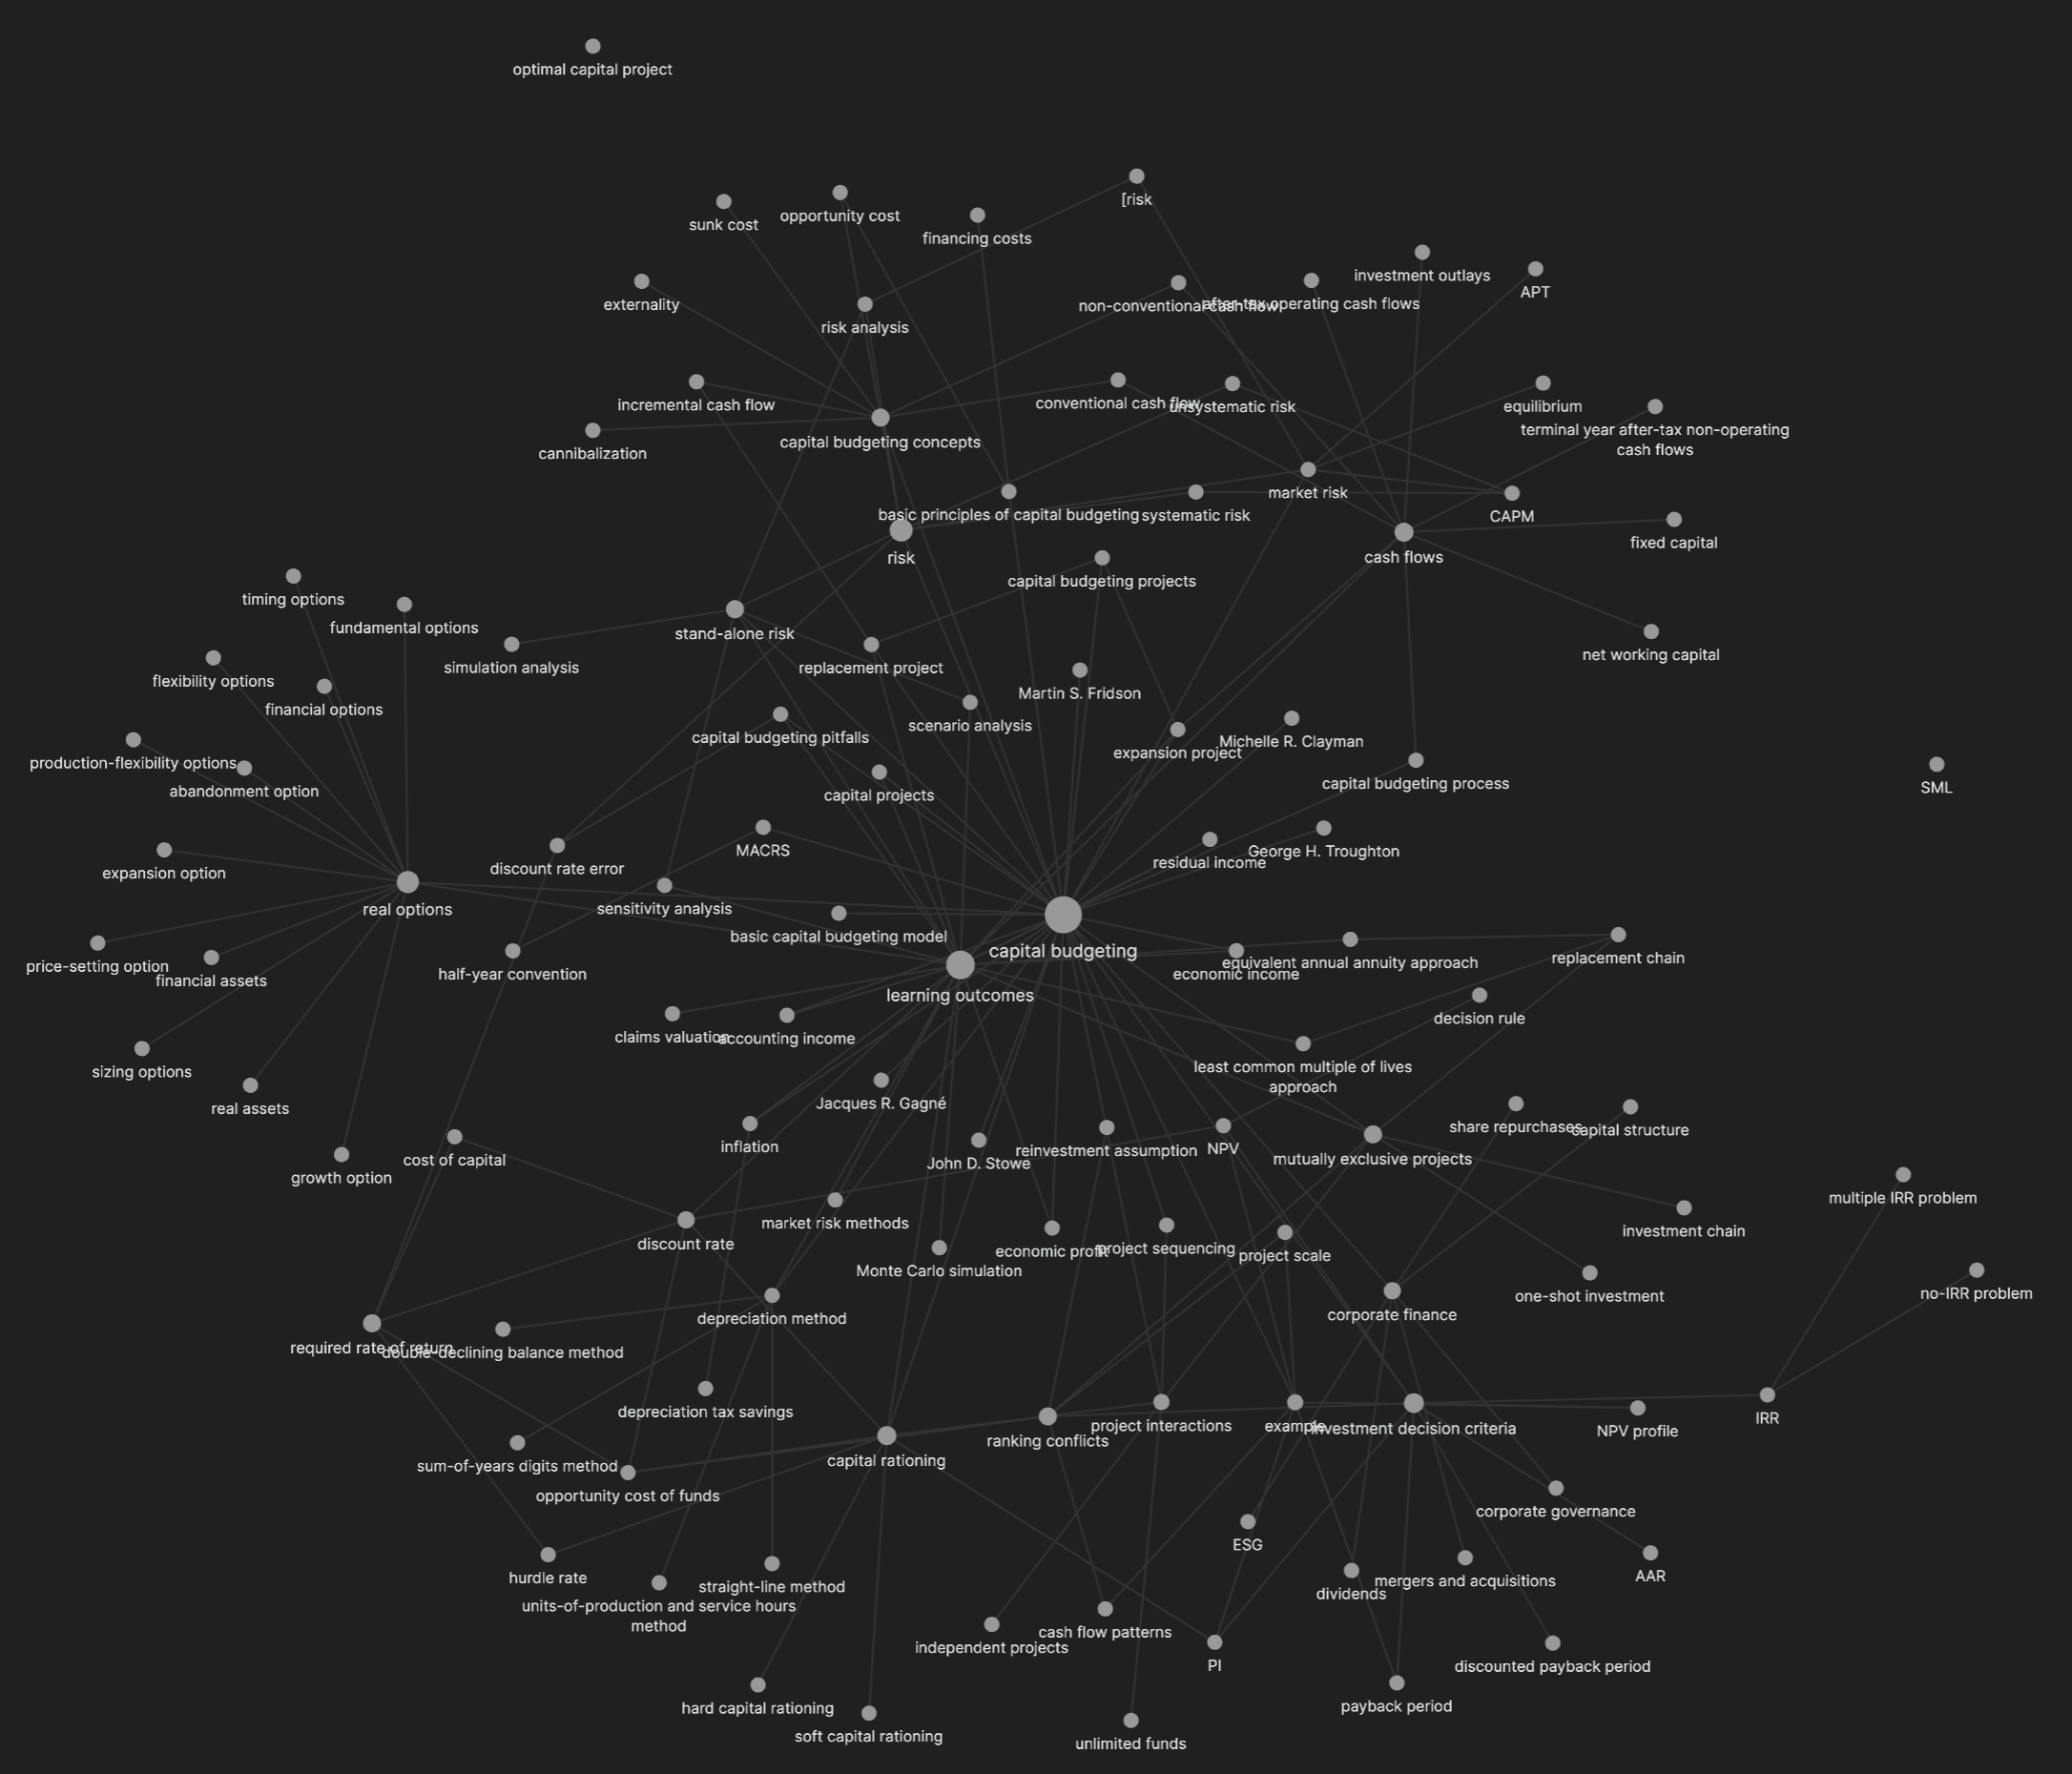 optimal capital project
[risk
sunk cost
opportunity cost
financing costs
externality
risk analysis
non-conventional cash flow
after-tax operating cash flows
investment outlays
APT
incremental cash flow
conventional cash flow
unsystematic risk
equilibrium
terminal year after-tax non-operating
cash flows
cannibalization
capital budgeting concepts
market risk
basic principles of capital budgeting
systematic risk
CAPM
risk
cash flows
fixed capital
timing options
capital budgeting projects
fundamental options
stand-alone risk
simulation analysis
replacement project
net working capital
flexibility options
financial options
Martin S. Fridson
scenario analysis
capital budgeting pitfalls
expansion project
Michelle R. Clayman
production-flexibility options
abandonment option
capital projects
capital budgeting process
SML
MACRS
residual income
George H. Troughton
expansion option
discount rate error
real options
sensitivity analysis
basic capital budgeting model
capital budgeting
price-setting option
financial assets
half-year convention
learning outcomes
economic income
equivalent annual annuity approach
replacement chain
decision rule
claims valuation
accounting income
sizing options
real assets
least common multiple of lives
approach
Jacques R. Gagné
share repurchases
capital structure
inflation
cost of capital
growth option
John D. Stowe
reinvestment assumption
NPV
mutually exclusive projects
multiple IRR problem
market risk methods
discount rate
economic profit
project sequencing
project scale
investment chain
Monte Carlo simulation
one-shot investment
no-IRR problem
depreciation method
corporate finance
required rate of return
double-declining balance method
depreciation tax savings
ranking conflicts
project interactions
example
investment decision criteria
NPV profile
IRR
sum-of-years digits method
capital rationing
opportunity cost of funds
corporate governance
ESG
hurdle rate
straight-line method
units-of-production and service hours
method
dividends
mergers and acquisitions
AAR
independent projects
cash flow patterns
PI
discounted payback period
hard capital rationing
payback period
soft capital rationing
unlimited funds